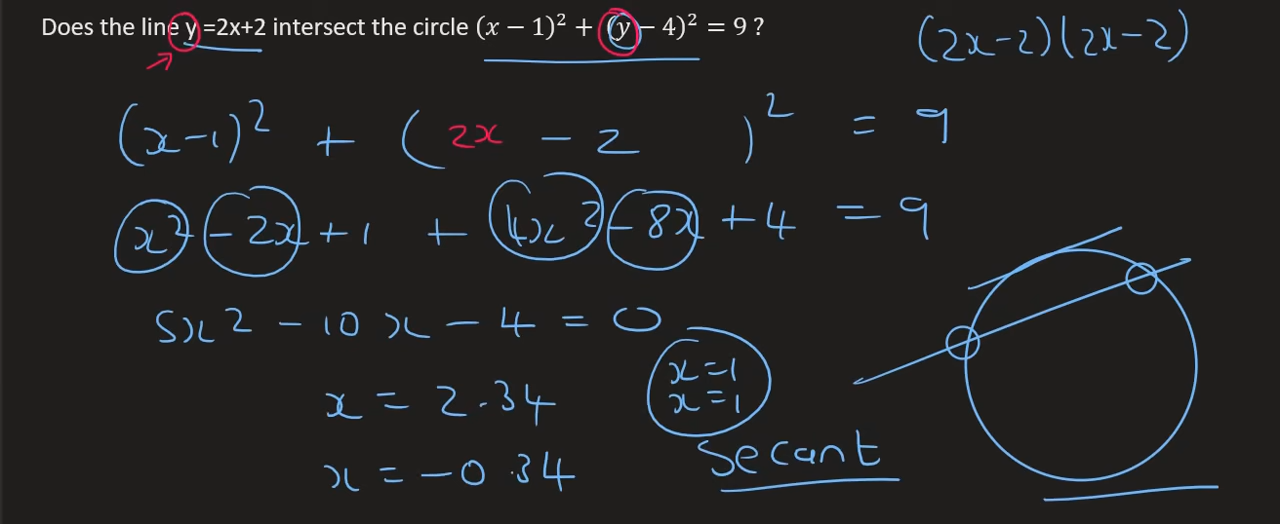 Does the line y =2x+2 intersect the circle (x − 1)² + (y − 4)² = 9 ?
(2x−2)(2x−2)
(x−1)² + ( 2x − 2 )² = 9
x² −2x +1 + 4x² −8x +4 = 9
5x² − 10x − 4 = 0
x = 2.34
x = −0.34
x=1
x=1
secant